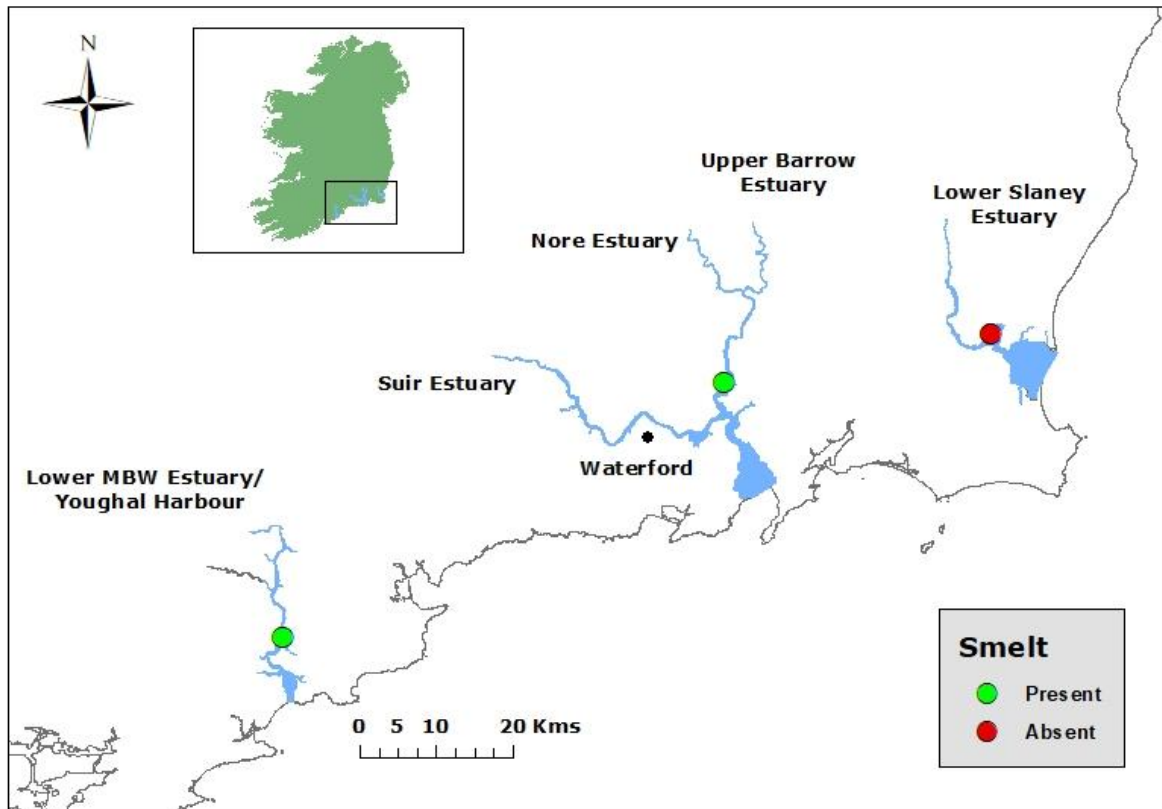 N
Upper Barrow
Estuary
Lower Slaney
Estuary
Nore Estuary
Suir Estuary
Waterford
Lower MBW Estuary/
Youghal Harbour
0 5 10 20 Kms
Smelt
Present
Absent